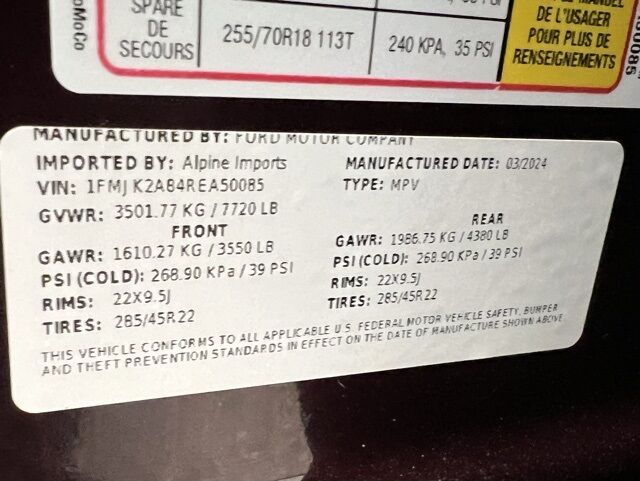 SPARE
DE
SECOURS
255/70R18 113T
240 KPA, 35 PSI
DE L'USAGER
POUR PLUS DE
RENSEIGNEMENTS
50085
oMoCo
MANUFACTURED BY: FORD MOTOR COMPANY
IMPORTED BY: Alpine Imports
MANUFACTURED DATE: 03/2024
VIN: 1FMJK2A84REA50085
TYPE: MPV
GVWR: 3501.77 KG / 7720 LB
FRONT
REAR
GAWR: 1610.27 KG / 3550 LB
GAWR: 1986.75 KG / 4380 LB
PSI (COLD): 268.90 KPa / 39 PSI
PSI (COLD): 268.90 KPa / 39 PSI
RIMS: 22X9.5J
RIMS: 22X9.5J
TIRES: 285/45R22
TIRES: 285/45R22
THIS VEHICLE CONFORMS TO ALL APPLICABLE U.S. FEDERAL MOTOR VEHICLE SAFETY, BUMPER
AND THEFT PREVENTION STANDARDS IN EFFECT ON THE DATE OF MANUFACTURE SHOWN ABOVE